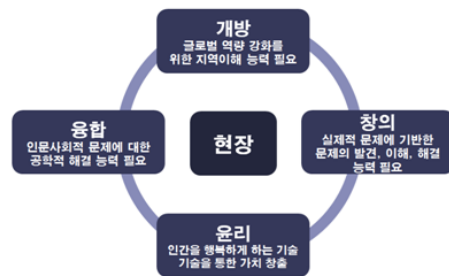 개방
글로벌 역량 강화를
위한 지역이해 능력 필요
융합
인문사회적 문제에 대한
공학적 해결 능력 필요
현장
창의
실제적 문제에 기반한
문제의 발견, 이해, 해결
능력 필요
윤리
인간을 행복하게 하는 기술
기술을 통한 가치 창출